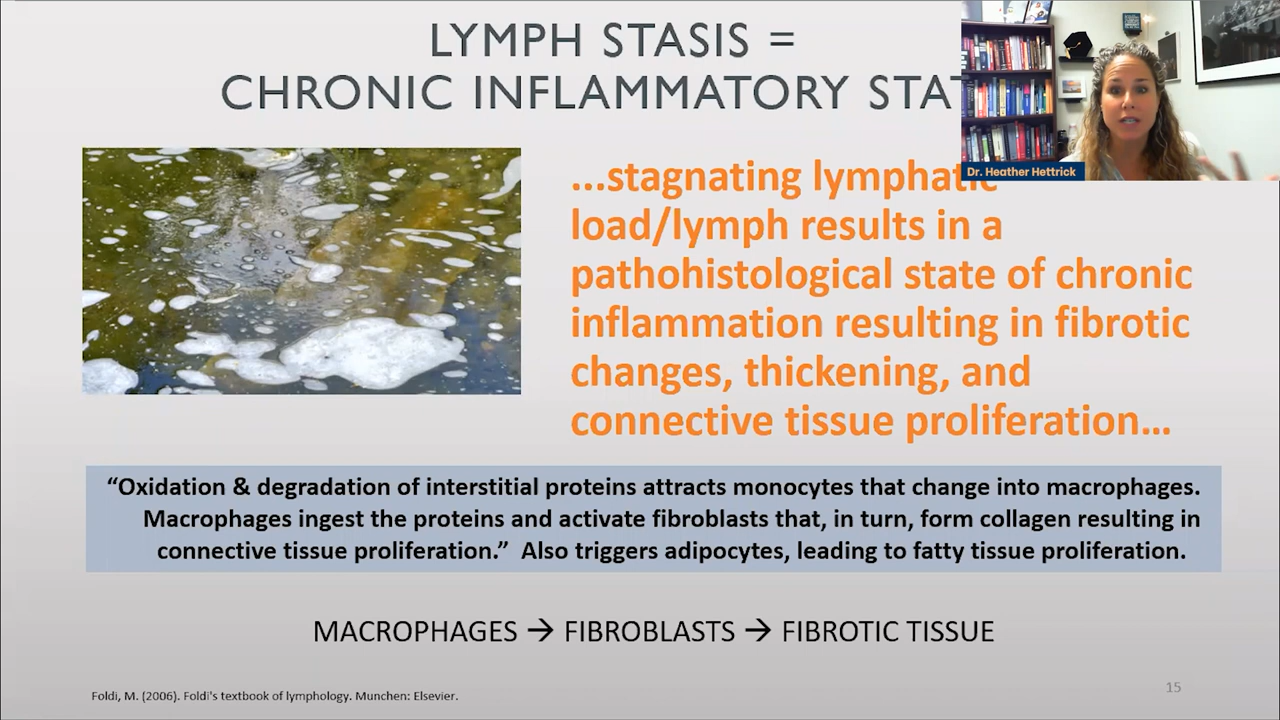 LYMPH STASIS =
CHRONIC INFLAMMATORY STAT
Dr. Heather Hettrick
...stagnating lymphatic
load/lymph results in a
pathohistological state of chronic
inflammation resulting in fibrotic
changes, thickening, and
connective tissue proliferation…
“Oxidation & degradation of interstitial proteins attracts monocytes that change into macrophages.
Macrophages ingest the proteins and activate fibroblasts that, in turn, form collagen resulting in
connective tissue proliferation.” Also triggers adipocytes, leading to fatty tissue proliferation.
MACROPHAGES → FIBROBLASTS → FIBROTIC TISSUE
Foldi, M. (2006). Foldi's textbook of lymphology. Munchen: Elsevier.
15